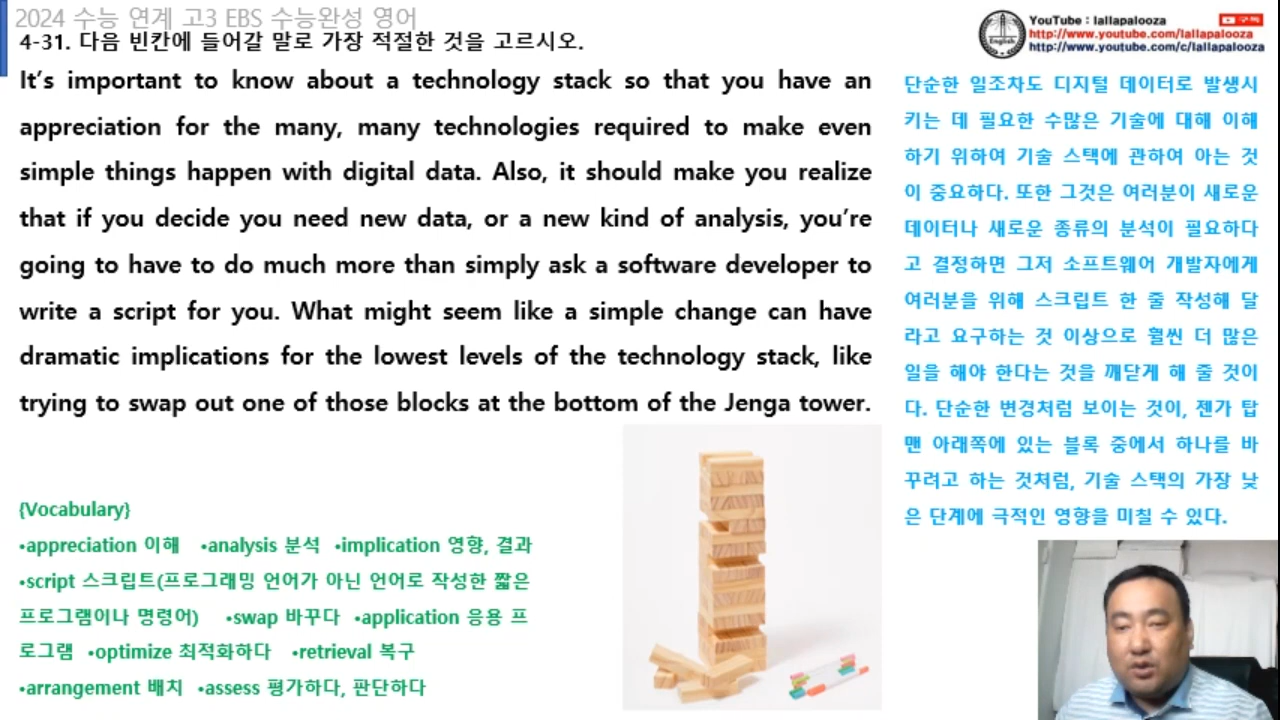 2024 수능 연계 고3 EBS 수능완성 영어
4-31. 다음 빈칸에 들어갈 말로 가장 적절한 것을 고르시오.
YouTube : lallapalooza
구독
http://www.youtube.com/lallapalooza
http://www.youtube.com/c/lallapalooza
English
It’s important to know about a technology stack so that you have an
appreciation for the many, many technologies required to make even
simple things happen with digital data. Also, it should make you realize
that if you decide you need new data, or a new kind of analysis, you’re
going to have to do much more than simply ask a software developer to
write a script for you. What might seem like a simple change can have
dramatic implications for the lowest levels of the technology stack, like
trying to swap out one of those blocks at the bottom of the Jenga tower.
단순한 일조차도 디지털 데이터로 발생시
키는 데 필요한 수많은 기술에 대해 이해
하기 위하여 기술 스택에 관하여 아는 것
이 중요하다. 또한 그것은 여러분이 새로운
데이터나 새로운 종류의 분석이 필요하다
고 결정하면 그저 소프트웨어 개발자에게
여러분을 위해 스크립트 한 줄 작성해 달
라고 요구하는 것 이상으로 훨씬 더 많은
일을 해야 한다는 것을 깨닫게 해 줄 것이
다. 단순한 변경처럼 보이는 것이, 젠가 탑
맨 아래쪽에 있는 블록 중에서 하나를 바
꾸려고 하는 것처럼, 기술 스택의 가장 낮
은 단계에 극적인 영향을 미칠 수 있다.
{Vocabulary}
•appreciation 이해 •analysis 분석 •implication 영향, 결과
•script 스크립트(프로그래밍 언어가 아닌 언어로 작성한 짧은
프로그램이나 명령어) •swap 바꾸다 •application 응용 프
로그램 •optimize 최적화하다 •retrieval 복구
•arrangement 배치 •assess 평가하다, 판단하다